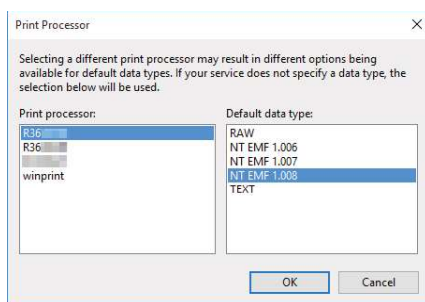 Print Processor
Selecting a different print processor may result in different options being
available for default data types. If your service does not specify a data type, the
selection below will be used.
Print processor:
Default data type:
R36
R36
winprint
RAW
NT EMF 1.006
NT EMF 1.007
NT EMF 1.008
TEXT
OK
Cancel